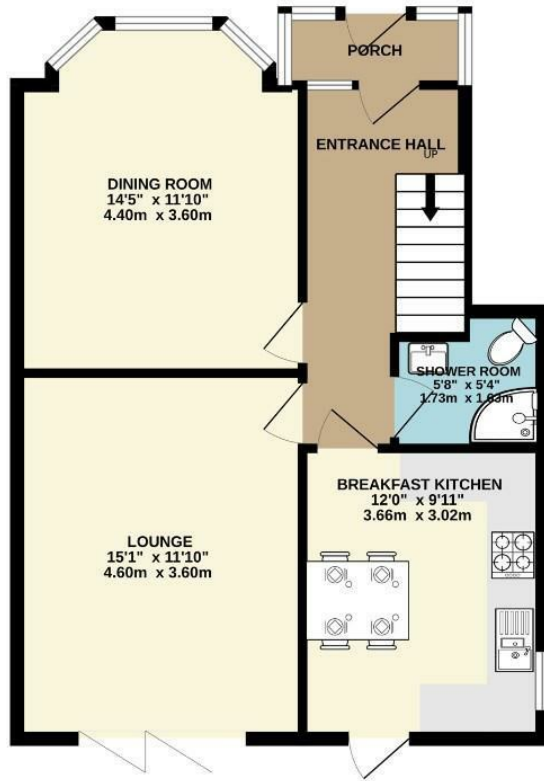 PORCH
ENTRANCE HALL
UP
DINING ROOM
14'5" x 11'10"
4.40m x 3.60m
SHOWER ROOM
5'8" x 5'4"
1.73m x 1.63m
BREAKFAST KITCHEN
12'0" x 9'11"
3.66m x 3.02m
LOUNGE
15'1" x 11'10"
4.60m x 3.60m